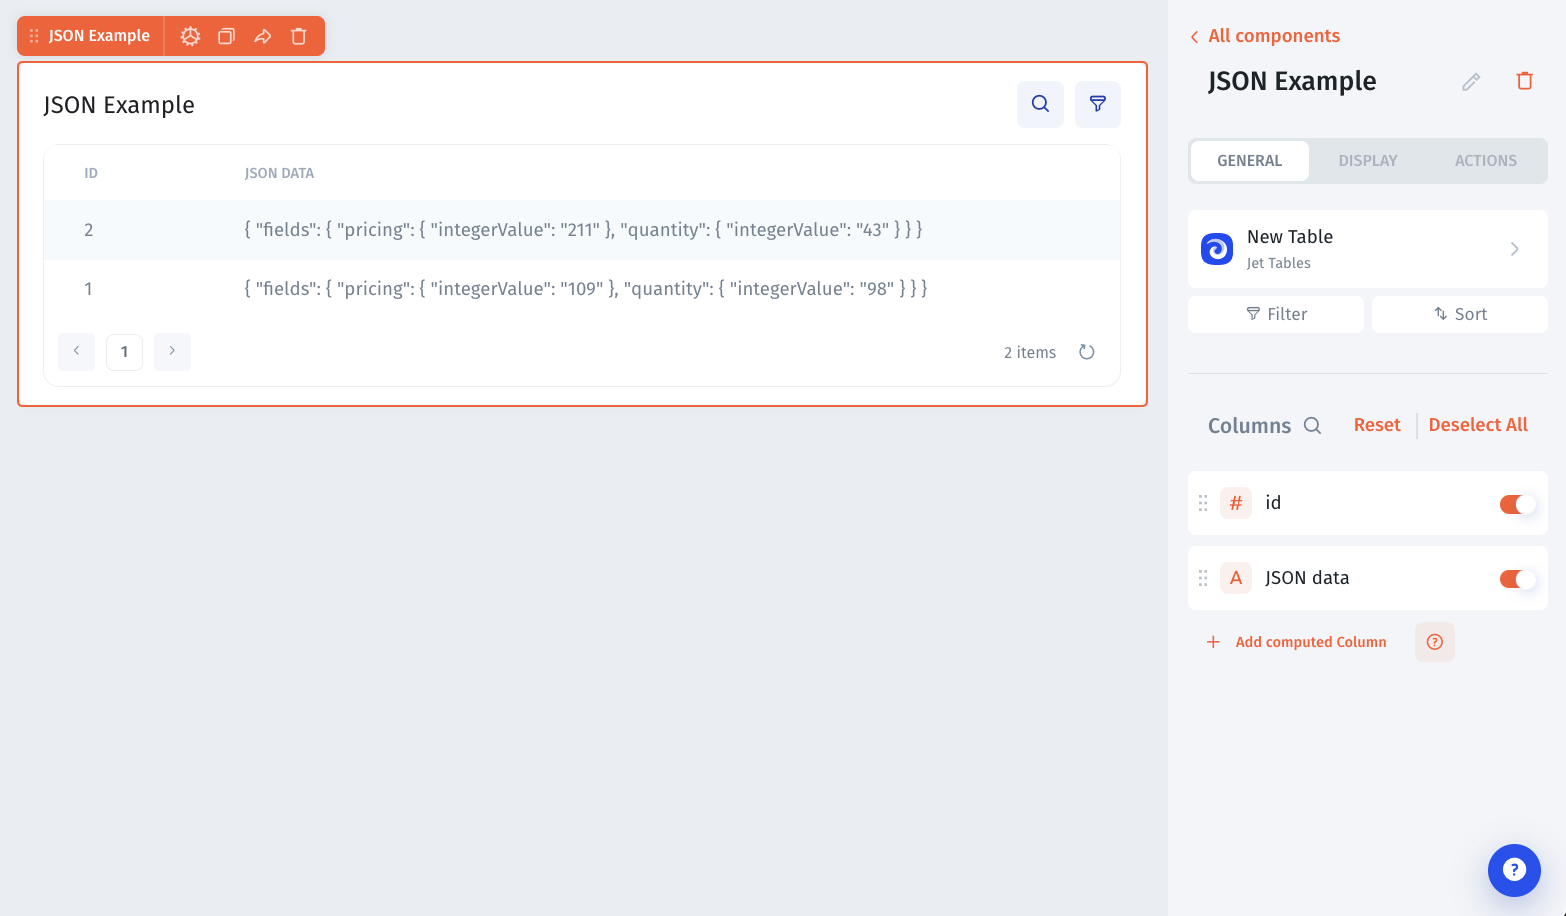 JSON Example
JSON Example
ID JSON DATA
2 { "fields": { "pricing": { "integerValue": "211" }, "quantity": { "integerValue": "43" } } }
1 { "fields": { "pricing": { "integerValue": "109" }, "quantity": { "integerValue": "98" } } }
1
2 items
All components
JSON Example
GENERAL DISPLAY ACTIONS
New Table
Jet Tables
Filter Sort
Columns Reset Deselect All
# id
A JSON data
+ Add computed Column ?
?